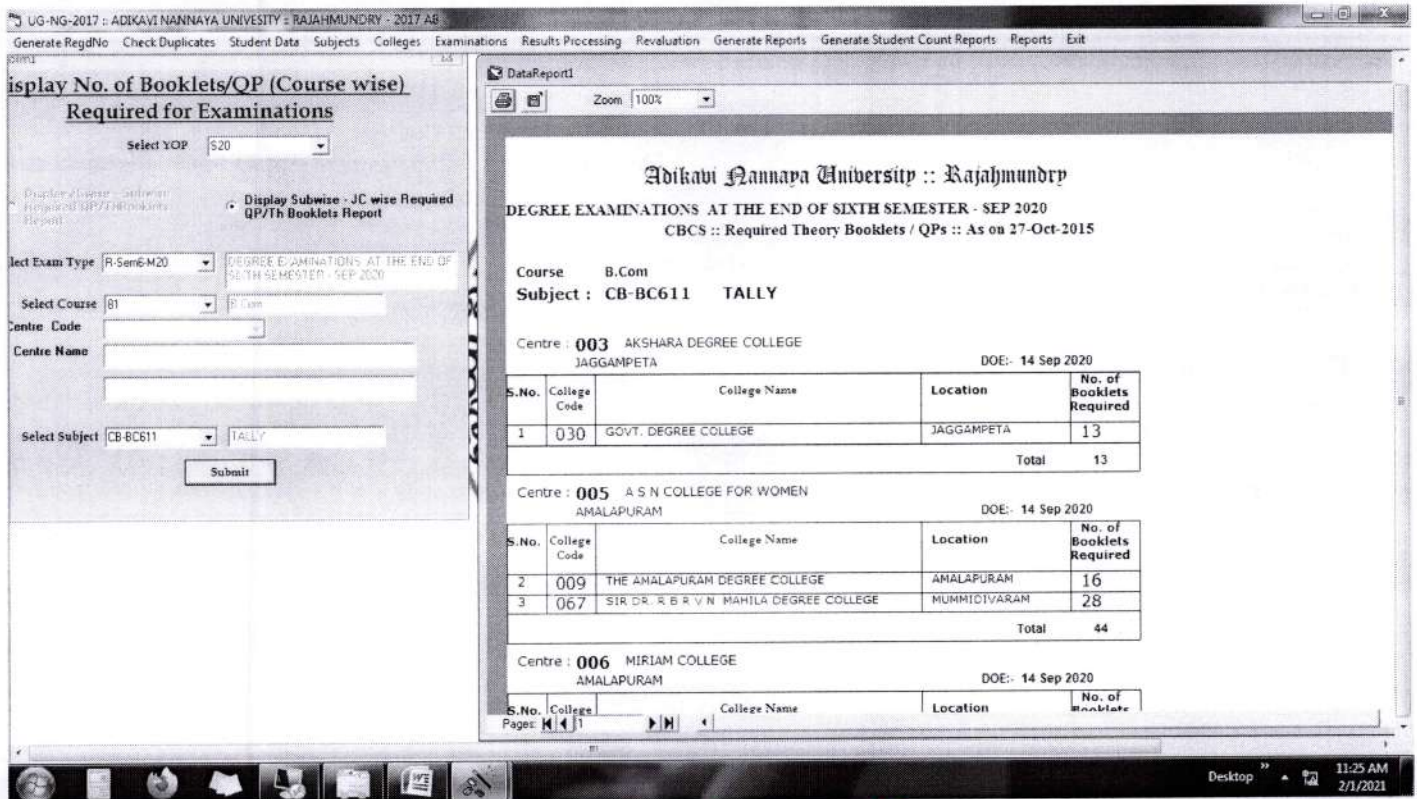 UG-NG-2017 :: ADIKAVI NANNAYA UNIVESITY :: RAJAHMUNDRY - 2017 AB
Generate RegdNo Check Duplicates Student Data Subjects Colleges Examinations Results Processing Revaluation Generate Reports Generate Student Count Reports Reports Exit
isplay No. of Booklets/QP (Course wise)
Required for Examinations
Select YOP S20
Display Subwise - JC wise Required
QP/Th Booklets Report
lect Exam Type R-Sem6-M20 DEGREE EXAMINATIONS AT THE END OF
SIXTH SEMESTER - SEP 2020
Select Course 81 B.Com
Centre Code
Centre Name
Select Subject CB-BC611 TALLY
Submit
DataReport1
Zoom 100%
Adikavi Nannaya University :: Rajahmundry
DEGREE EXAMINATIONS AT THE END OF SIXTH SEMESTER - SEP 2020
CBCS :: Required Theory Booklets / QPs :: As on 27-Oct-2015
Course B.Com
Subject : CB-BC611 TALLY
Centre : 003 AKSHARA DEGREE COLLEGE
JAGGAMPETA DOE:- 14 Sep 2020
S.No. College Code College Name Location No. of Booklets Required
1 030 GOVT. DEGREE COLLEGE JAGGAMPETA 13
Total 13
Centre : 005 A S N COLLEGE FOR WOMEN
AMALAPURAM DOE:- 14 Sep 2020
S.No. College Code College Name Location No. of Booklets Required
2 009 THE AMALAPURAM DEGREE COLLEGE AMALAPURAM 16
3 067 SIR DR. R B R V N MAHILA DEGREE COLLEGE MUMMIDIVARAM 28
Total 44
Centre : 006 MIRIAM COLLEGE
AMALAPURAM DOE:- 14 Sep 2020
S.No. College College Name Location No. of Booklets
Pages: 1
Desktop 11:25 AM
2/1/2021